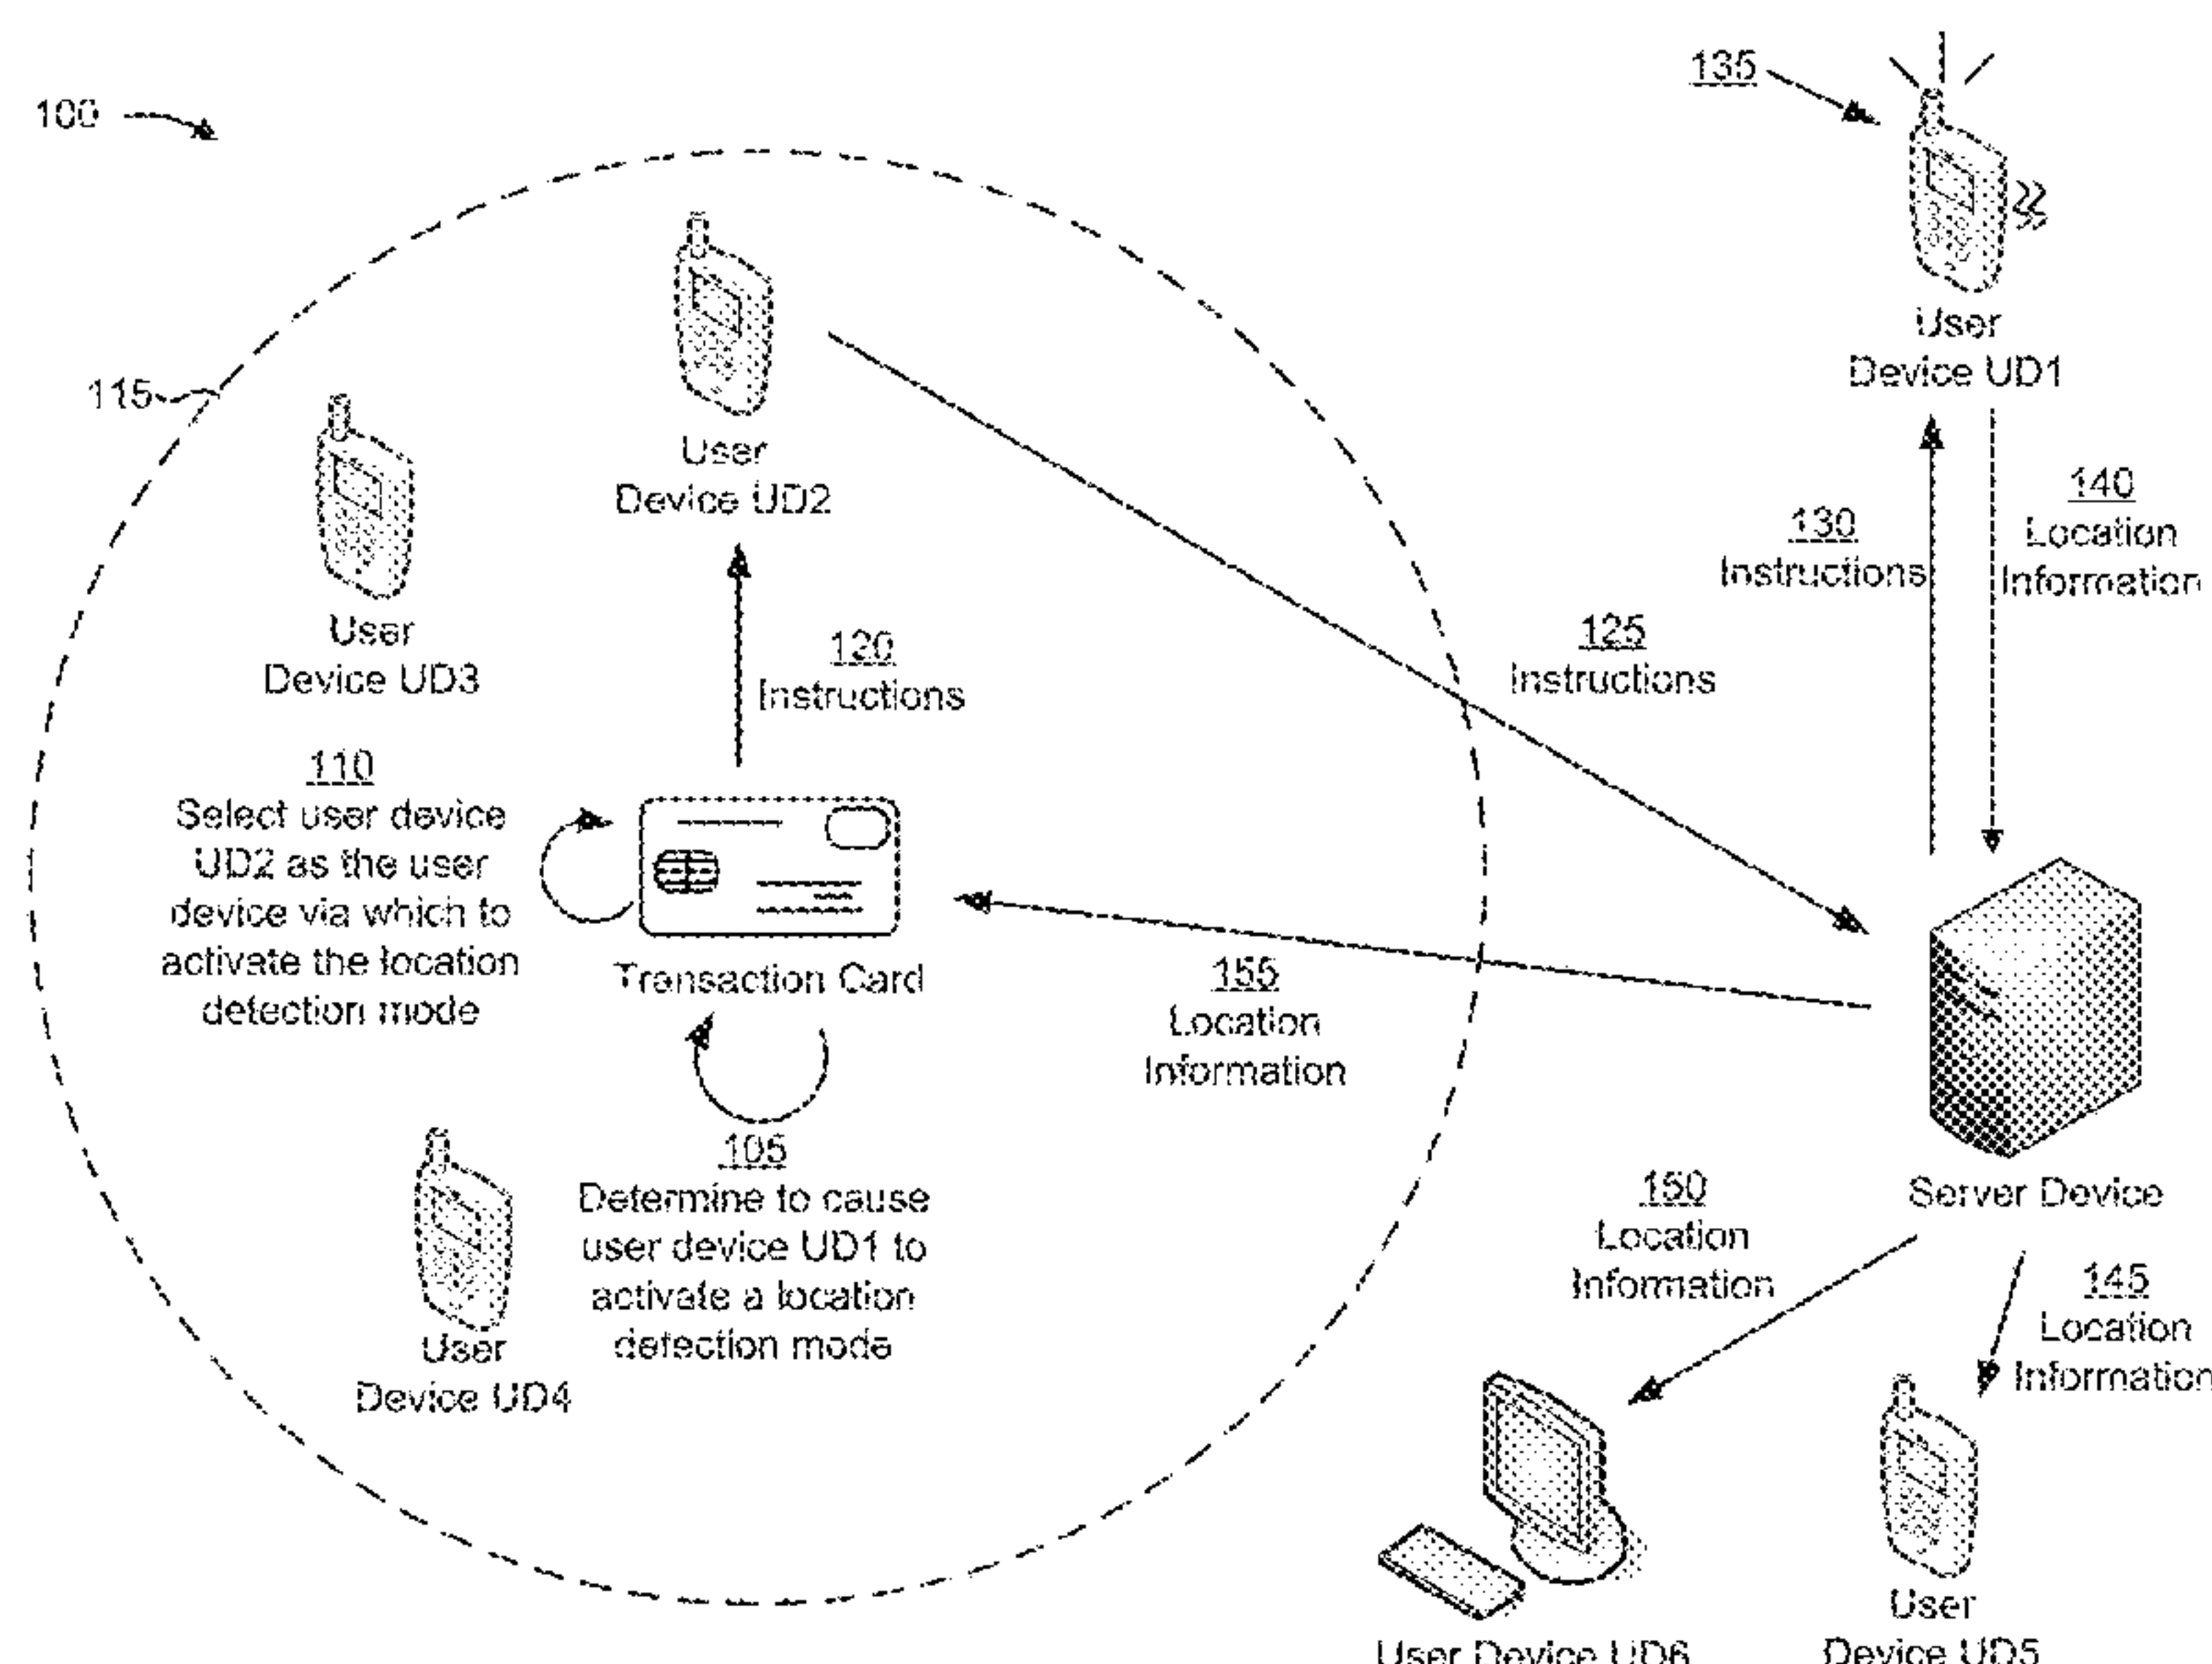 100
135
User
Device UD1
115
User
Device UD2
User
Device UD3
120
Instructions
125
Instructions
130
Instructions
140
Location
Information
110
Select user device
UD2 as the user
device via which to
activate the location
detection mode
Transaction Card
155
Location
Information
105
Determine to cause
user device UD1 to
activate a location
detection mode
User
Device UD4
Server Device
150
Location
Information
145
Location
Information
User Device UD6
User
Device UD5